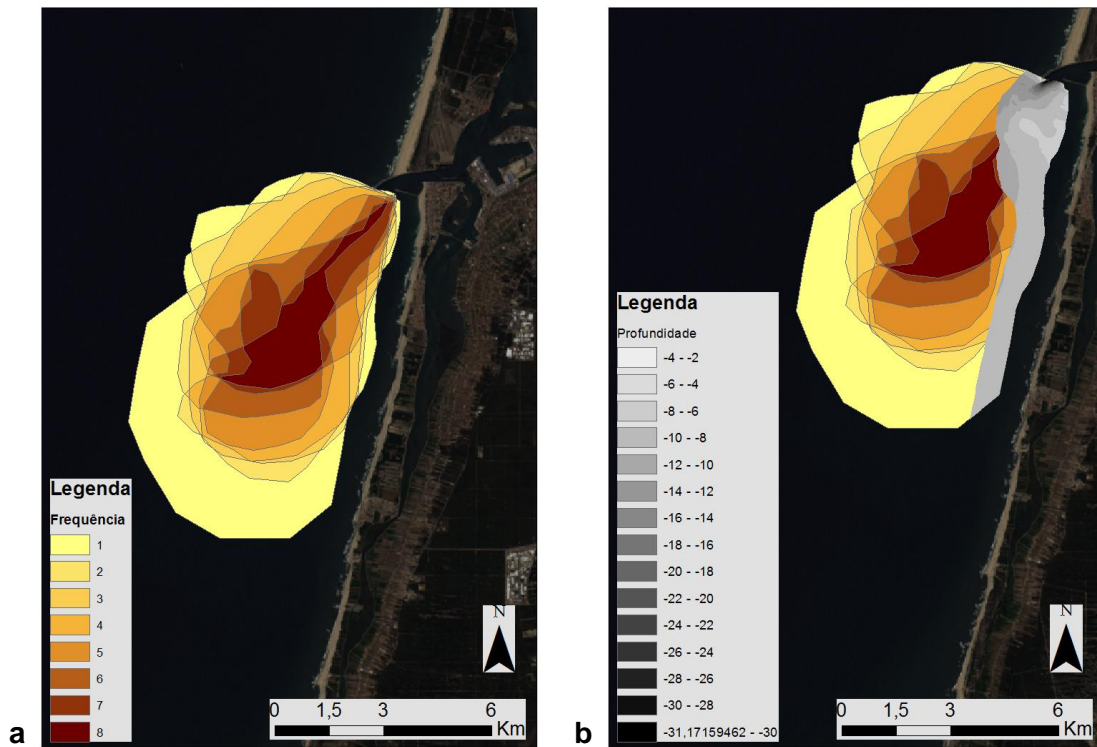 Legenda
Frequência
1
2
3
4
5
6
7
8
N
0 1,5 3 6
Km
a
Legenda
Profundidade
-4 - -2
-6 - -4
-8 - -6
-10 - -8
-12 - -10
-14 - -12
-16 - -14
-18 - -16
-20 - -18
-22 - -20
-24 - -22
-26 - -24
-28 - -26
-30 - -28
-31,17159462 - -30
N
0 1,5 3 6
Km
b